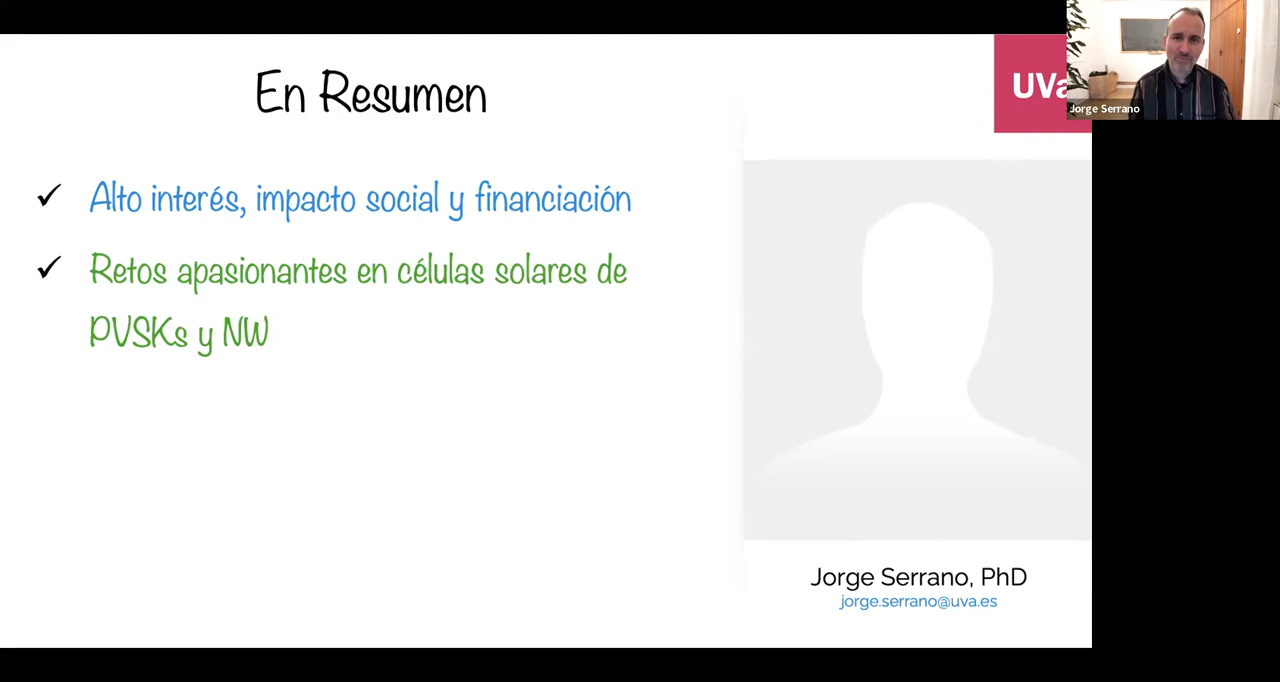 En Resumen
UVa
Jorge Serrano
✓ Alto interés, impacto social y financiación
✓ Retos apasionantes en células solares de
PVSKs y NW
Jorge Serrano, PhD
jorge.serrano@uva.es